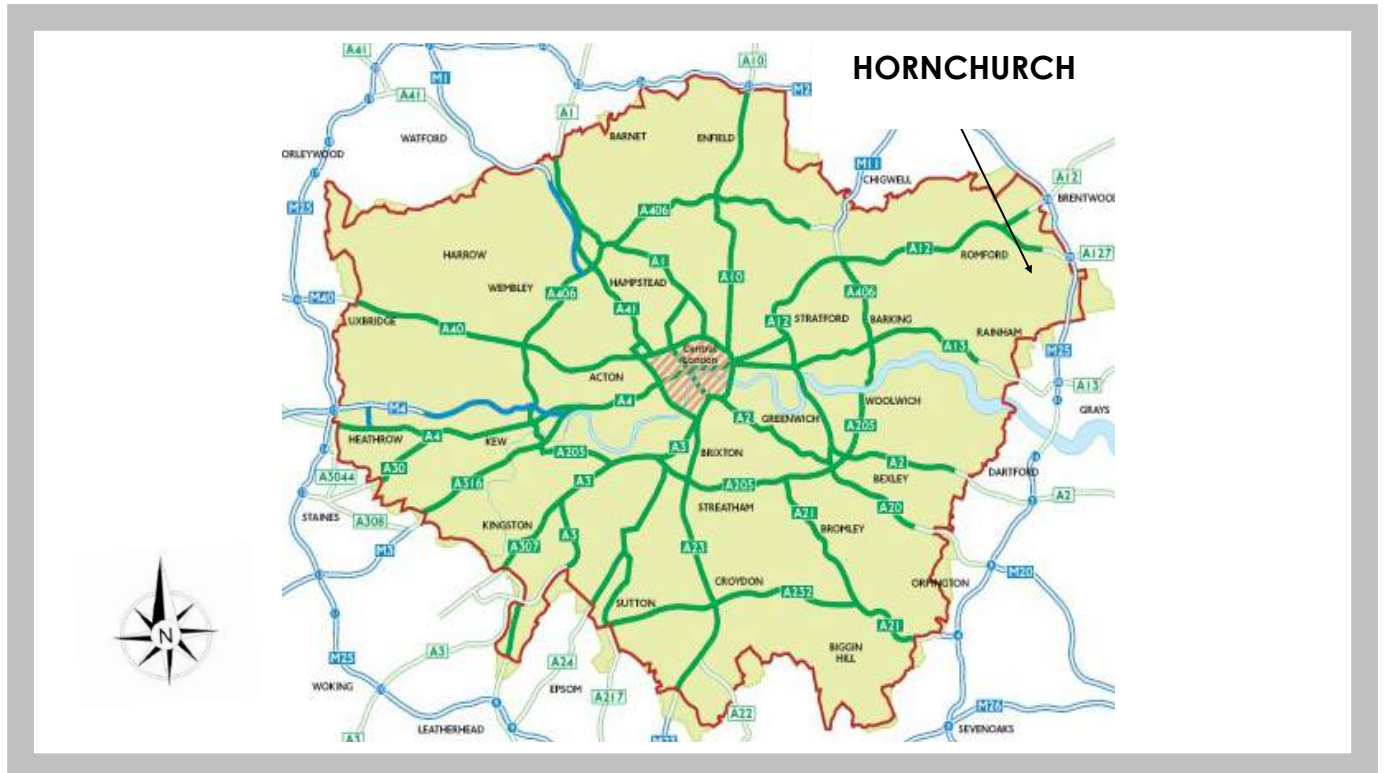 HORNCHURCH
A41
M1
A10
M2
A41
A1
WATFORD
BARNET
ENFIELD
ORLEYWOOD
M11
CHIGWELL
A12
BRENTWOO
M25
A406
HARROW
A12
ROMFORD
A127
A1
A10
HAMPSTEAD
WEMBLEY
A406
A406
M40
A41
UXBRIDGE
A40
A12
STRATFORD
BARKING
RAINHAM
Central
London
A13
M25
ACTON
A13
A4
WOOLWICH
M4
A2
GREENWICH
GRAYS
HEATHROW
A4
KEW
A205
A205
A3
BRIXTON
A30
A2
DARTFORD
A3044
A316
A3
A205
BEXLEY
A2
STAINES
A308
STREATHAM
A20
A21
KINGSTON
BROMLEY
A307
A3
A23
M3
M20
CROYDON
ORPINGTON
A232
SUTTON
A21
N
A3
BIGGIN
HILL
M25
A24
WOKING
EPSOM
A217
A22
M26
LEATHERHEAD
SEVENOAKS
A3
M23